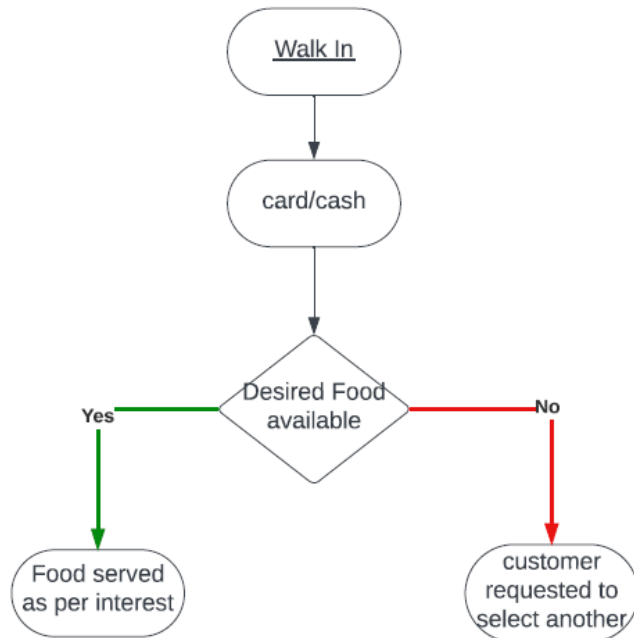 Walk In
card/cash
Desired Food
available
Yes
No
Food served
as per interest
customer
requested to
select another